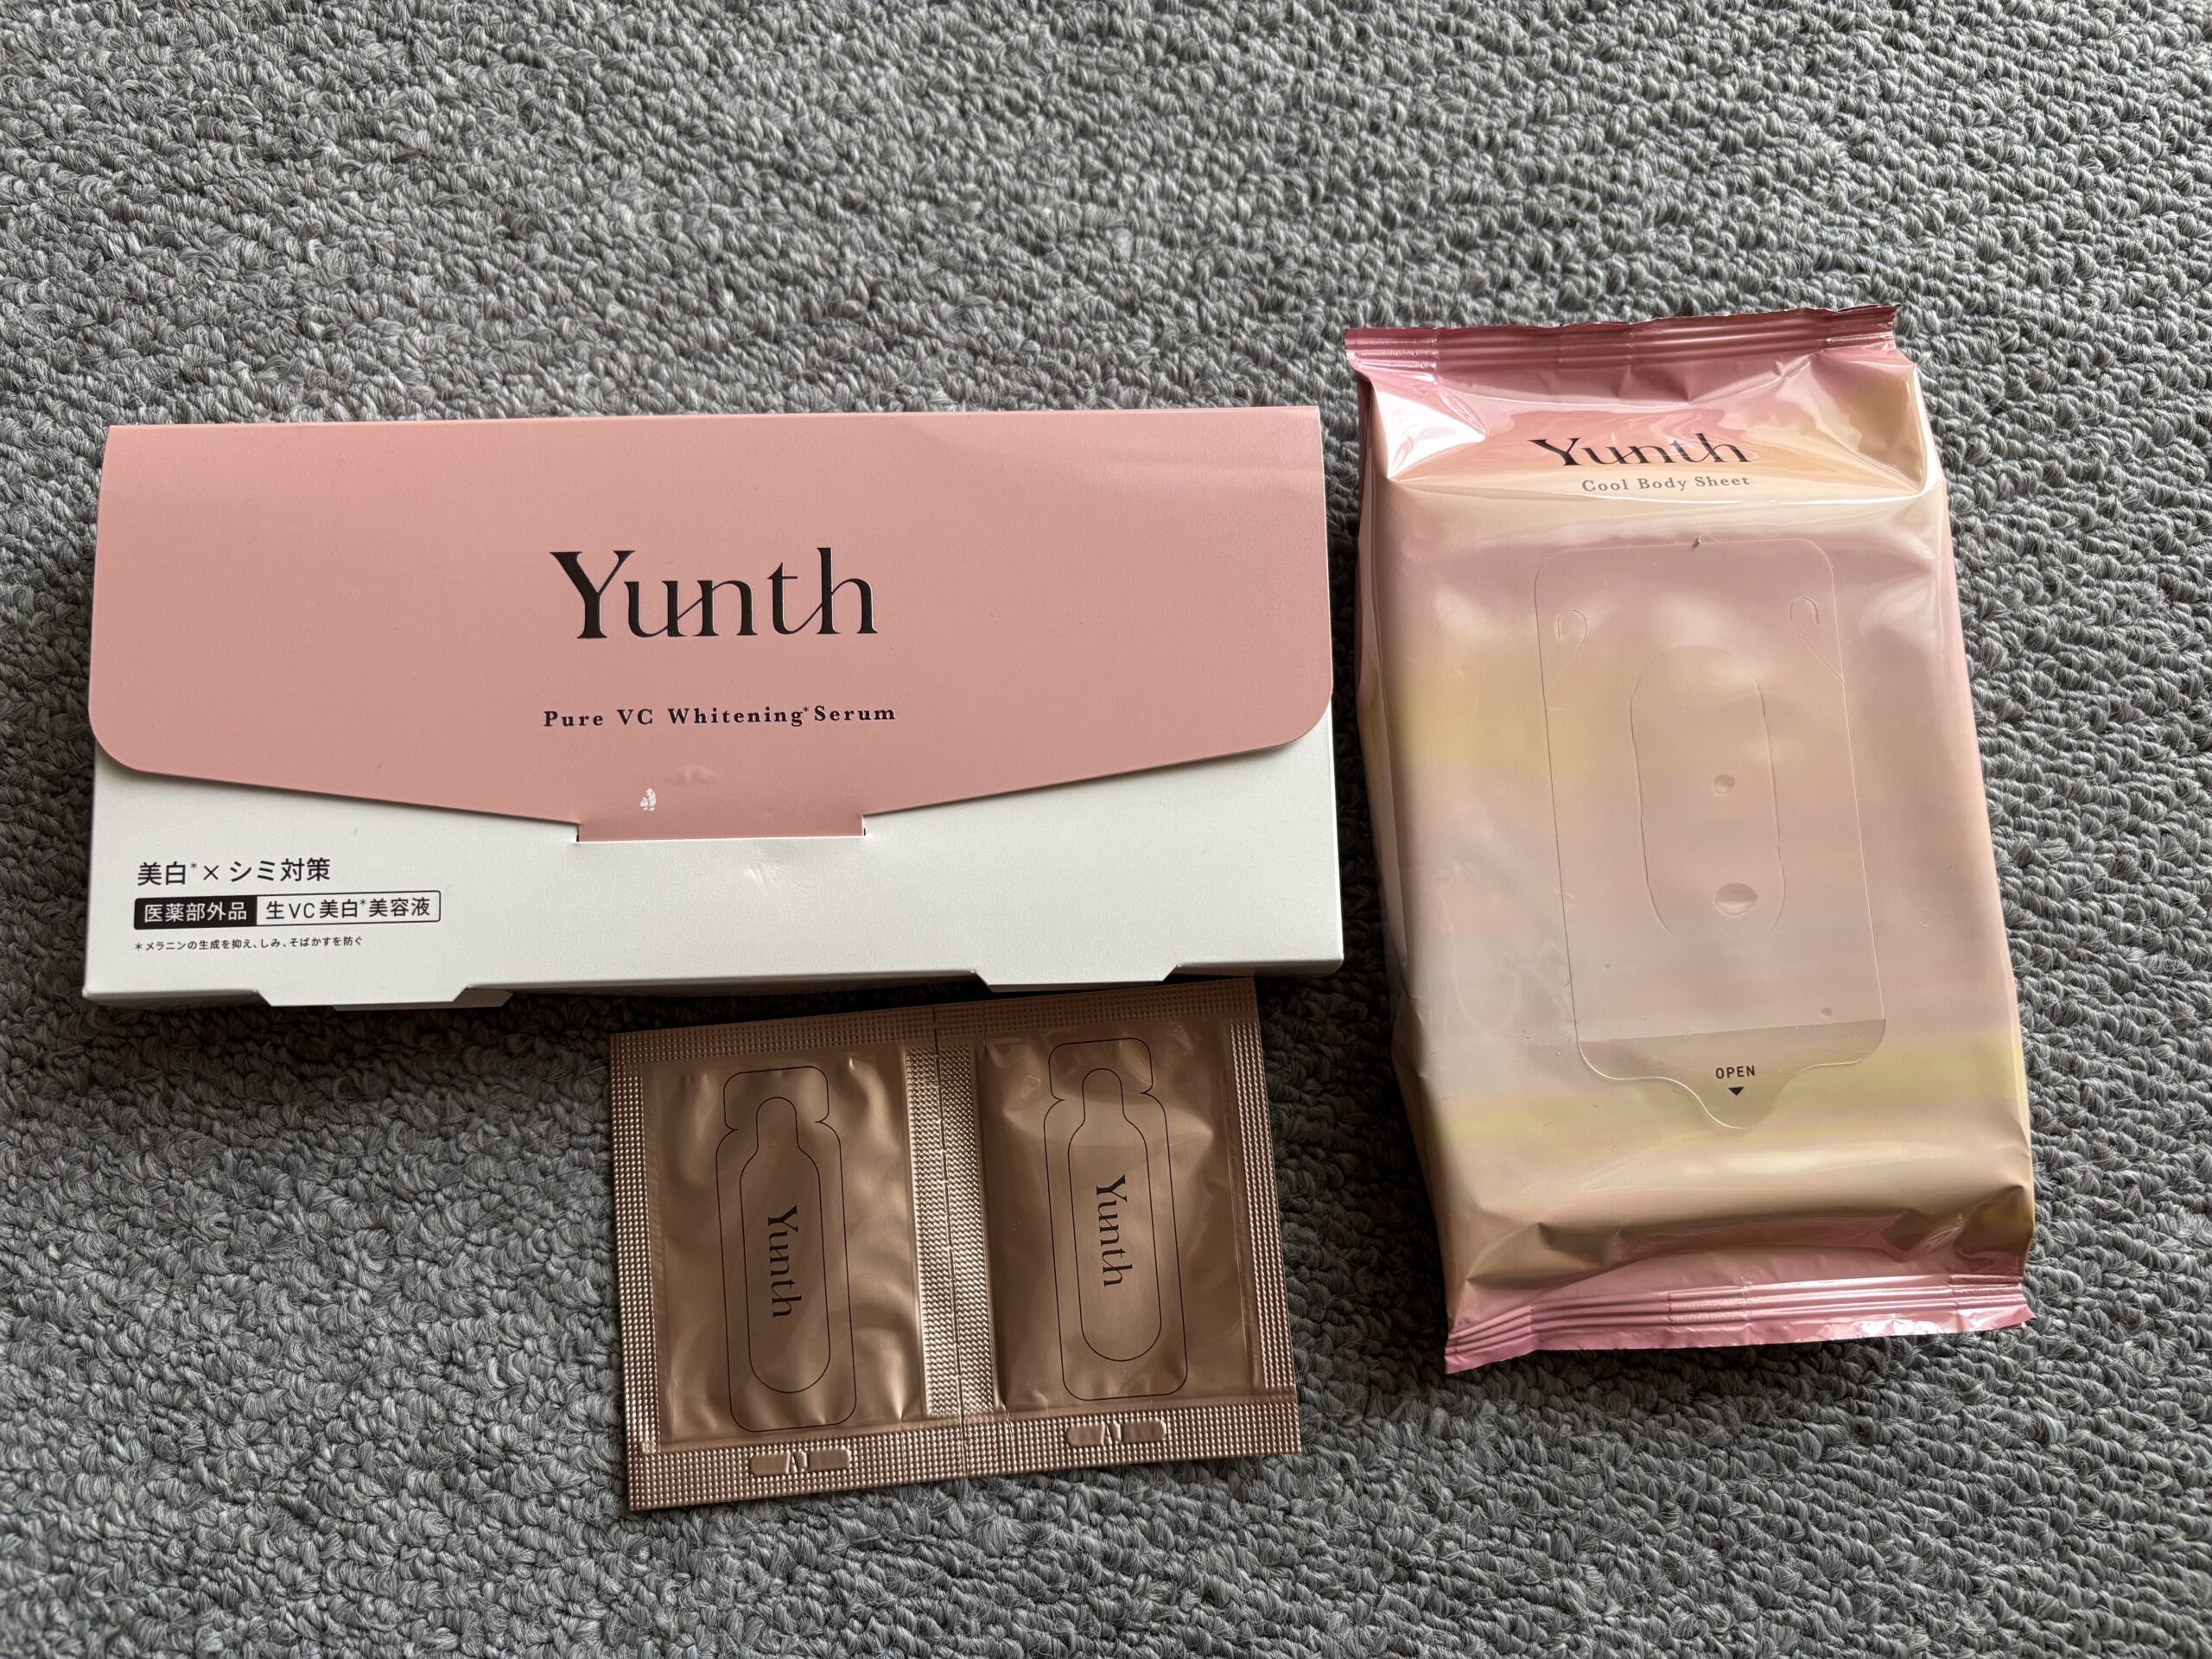 Yunth
Pure VC Whitening*Serum
美白*×シミ対策
医薬部外品 生VC美白*美容液
*メラニンの生成を抑え、しみ、そばかすを防ぐ
Yunth
Cool Body Sheet
OPEN
Yunth
Yunth